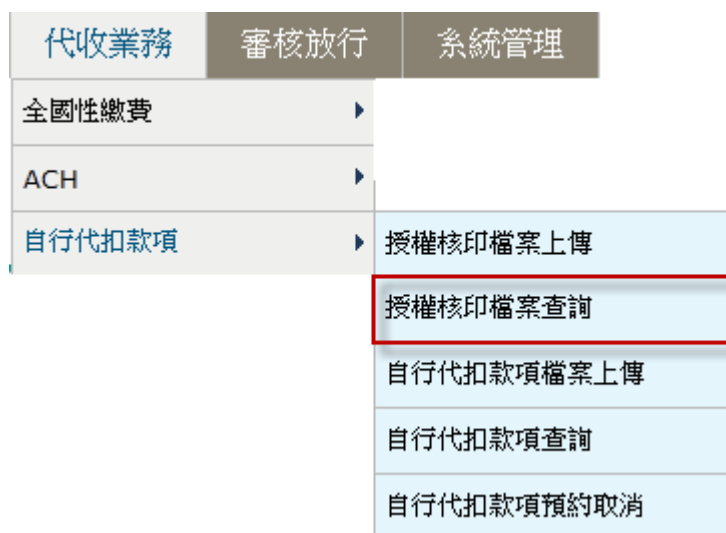 代收業務 審核放行 系統管理
全國性繳費
ACH
自行代扣款項 授權核印檔案上傳
授權核印檔案查詢
自行代扣款項檔案上傳
自行代扣款項查詢
自行代扣款項預約取消